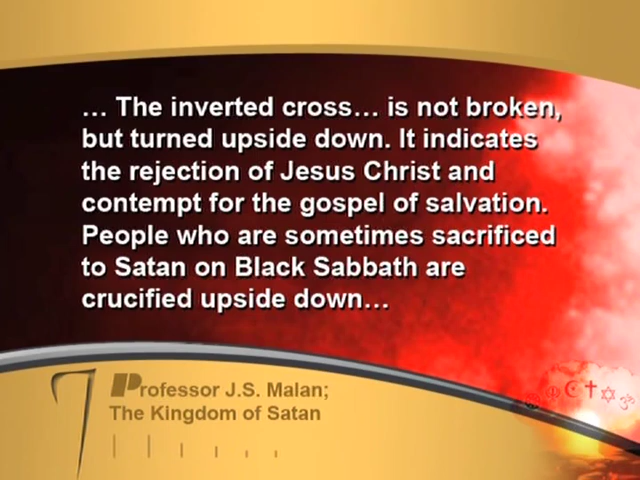 … The inverted cross… is not broken,
but turned upside down. It indicates
the rejection of Jesus Christ and
contempt for the gospel of salvation.
People who are sometimes sacrificed
to Satan on Black Sabbath are
crucified upside down…
Professor J.S. Malan;
The Kingdom of Satan